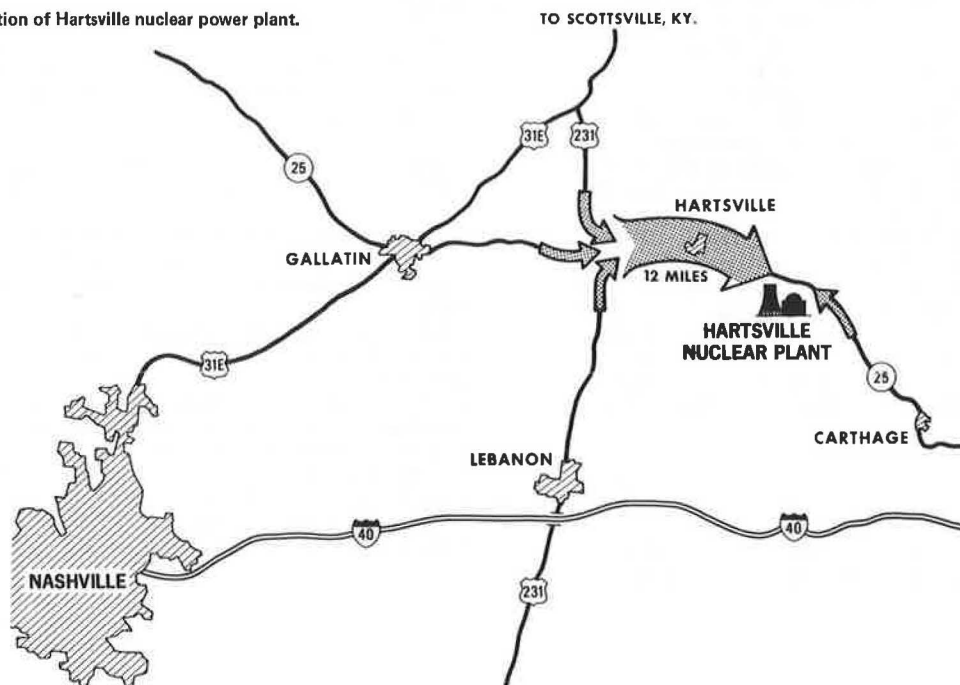 tion of Hartsville nuclear power plant.
TO SCOTTSVILLE, KY.
31E
231
25
HARTSVILLE
GALLATIN
12 MILES
HARTSVILLE
NUCLEAR PLANT
31E
25
CARTHAGE
LEBANON
40
40
NASHVILLE
231